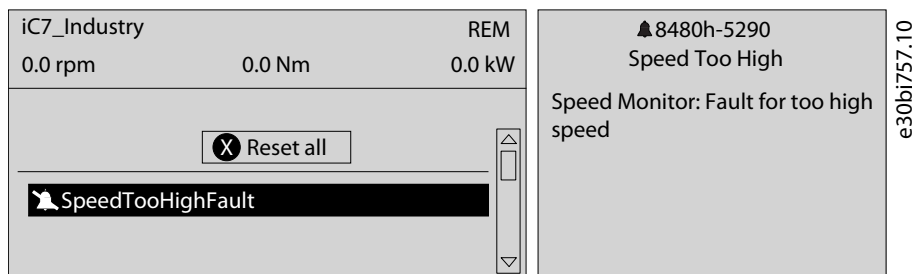 iC7_Industry REM
0.0 rpm 0.0 Nm 0.0 kW
X Reset all
SpeedTooHighFault
8480h-5290
Speed Too High
Speed Monitor: Fault for too high
speed
e30bi757.10